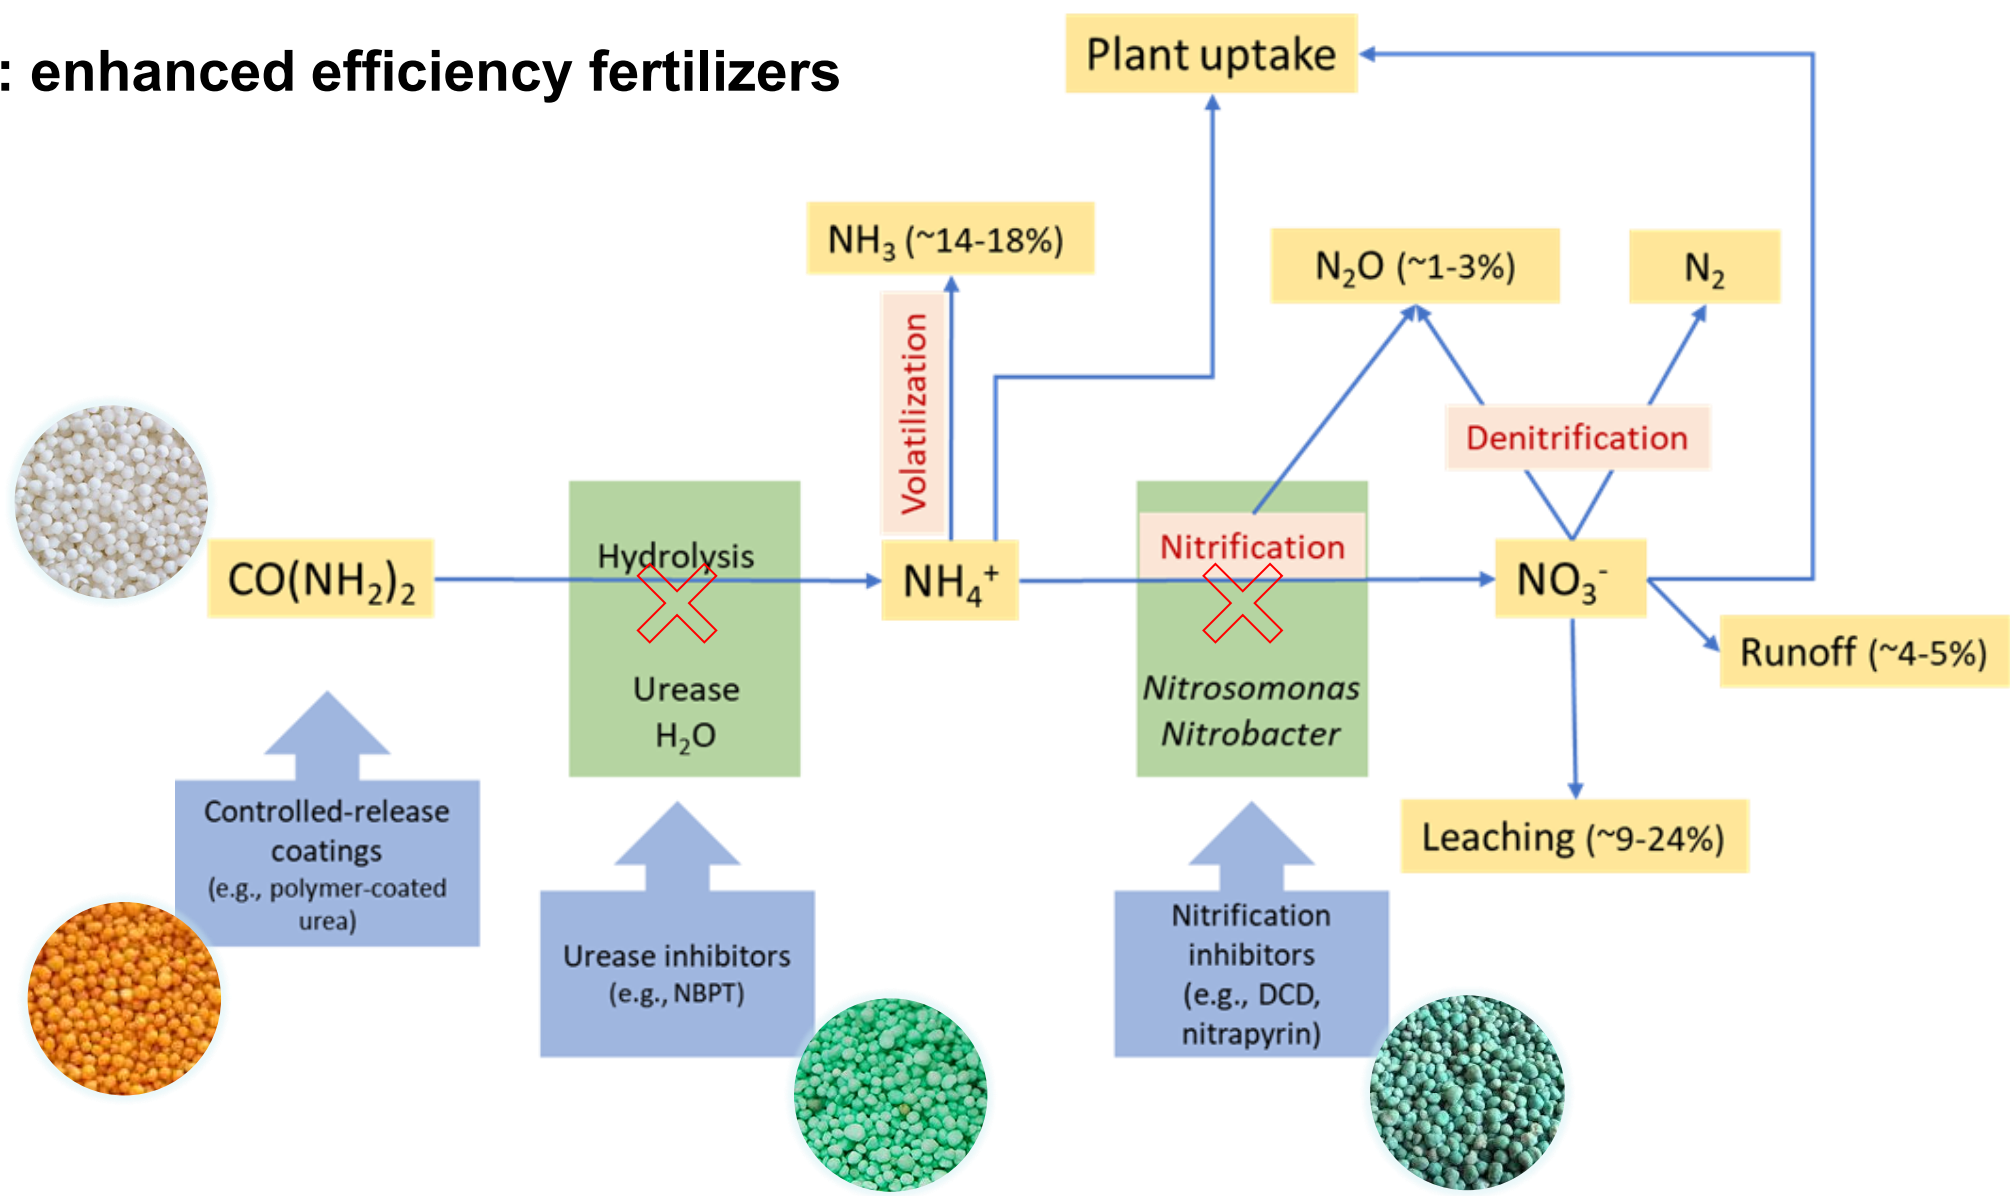 : enhanced efficiency fertilizers
Plant uptake
NH₃ (~14-18%)
N₂O (~1-3%)
N₂
Volatilization
Denitrification
Hydrolysis
Nitrification
CO(NH₂)₂
NH₄⁺
NO₃⁻
Runoff (~4-5%)
Urease
H₂O
Nitrosomonas
Nitrobacter
Leaching (~9-24%)
Controlled-release
coatings
(e.g., polymer-coated
urea)
Urease inhibitors
(e.g., NBPT)
Nitrification
inhibitors
(e.g., DCD,
nitrapyrin)